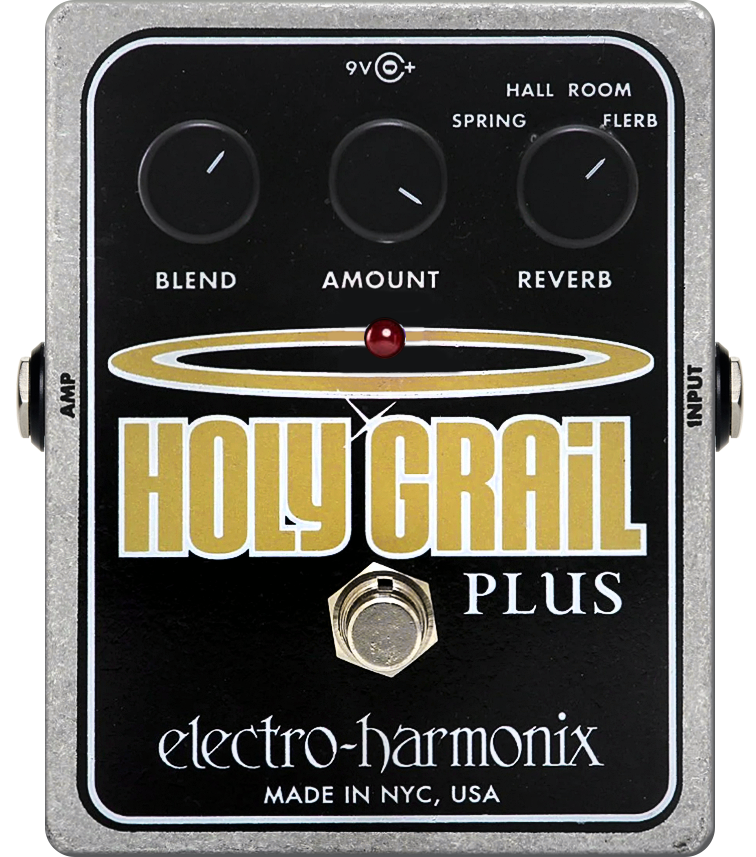 9V +
HALL ROOM
SPRING FLERB
BLEND AMOUNT REVERB
AMP
INPUT
HOLY GRAiL
PLUS
electro-harmonix
MADE IN NYC, USA